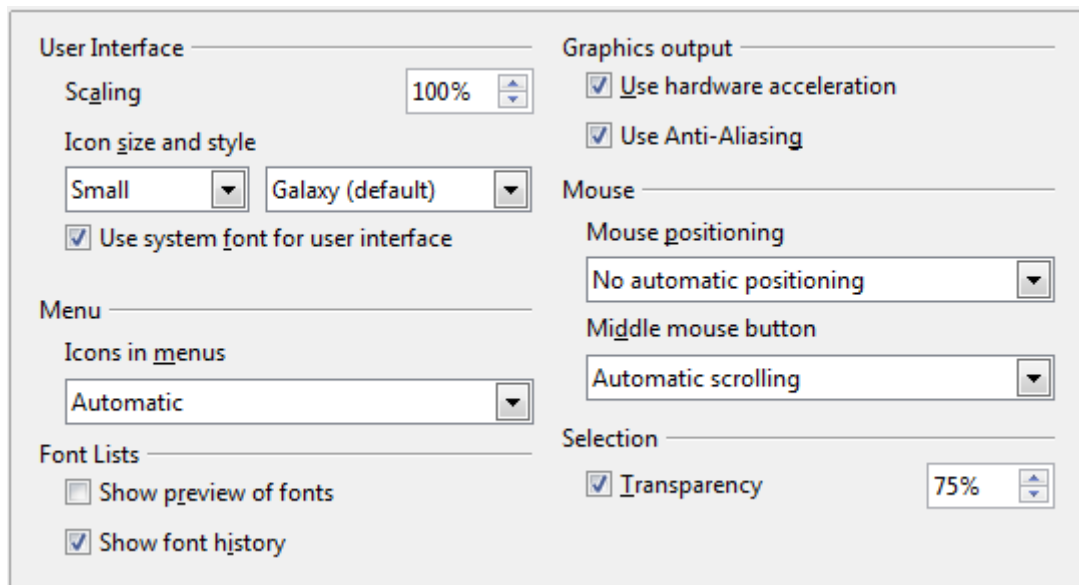 User Interface
Scaling 100%
Icon size and style
Small Galaxy (default)
Use system font for user interface
Menu
Icons in menus
Automatic
Font Lists
Show preview of fonts
Show font history
Graphics output
Use hardware acceleration
Use Anti-Aliasing
Mouse
Mouse positioning
No automatic positioning
Middle mouse button
Automatic scrolling
Selection
Transparency 75%